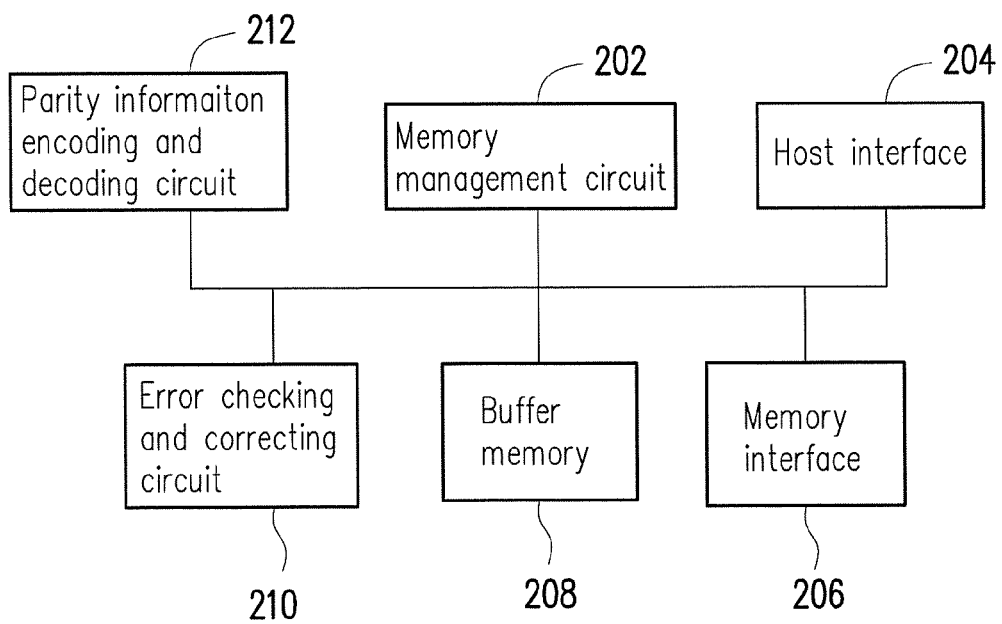 212
Parity informaiton
encoding and
decoding circuit
202
Memory
management circuit
204
Host interface
Error checking
and correcting
circuit
210
Buffer
memory
208
Memory
interface
206